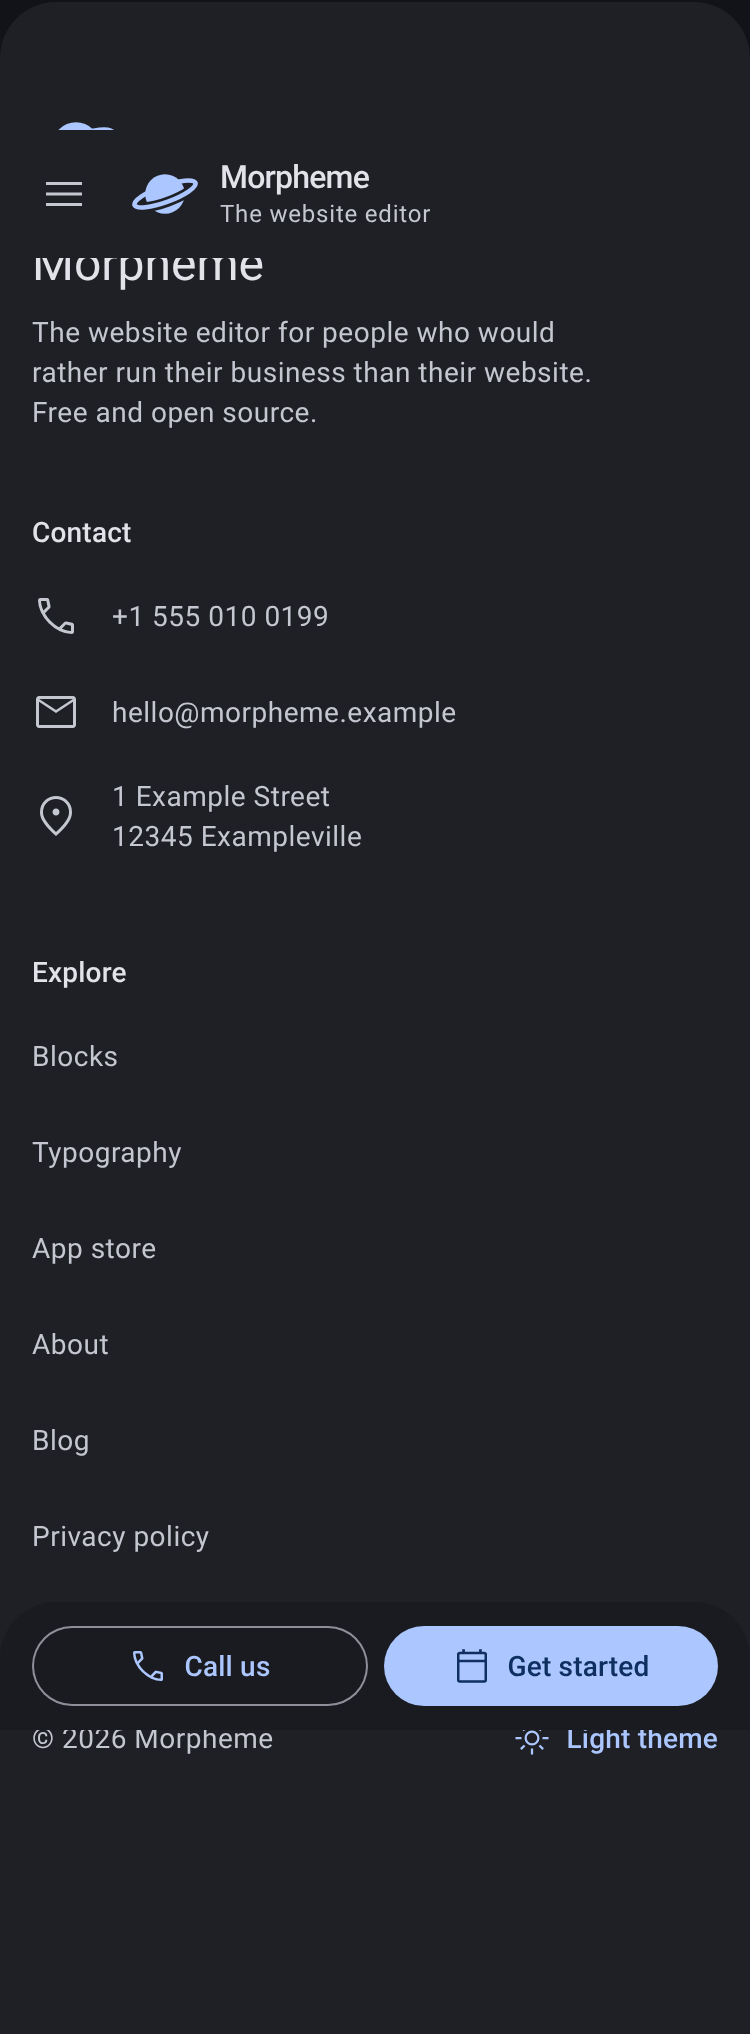 Morpheme
The website editor
Morpheme
The website editor for people who would
rather run their business than their website.
Free and open source.
Contact
+1 555 010 0199
hello@morpheme.example
1 Example Street
12345 Exampleville
Explore
Blocks
Typography
App store
About
Blog
Privacy policy
Call us
Get started
© 2026 Morpheme
Light theme